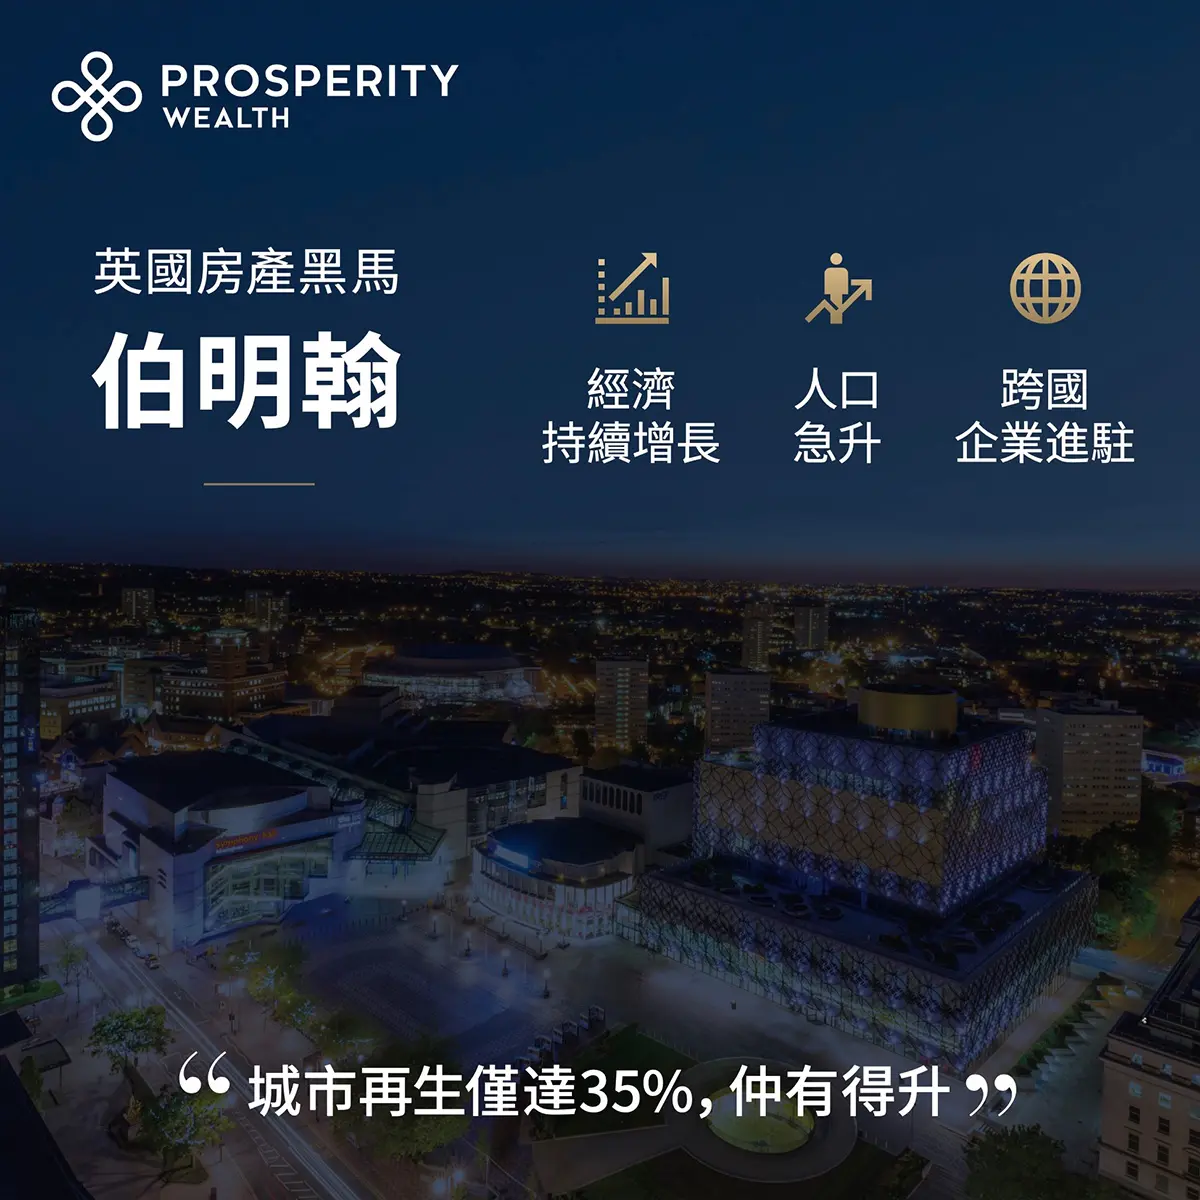 PROSPERITY
WEALTH
英國房產黑馬
伯明翰
經濟
持續增長
人口
急升
跨國
企業進駐
“城市再生僅達35%，仲有得升”